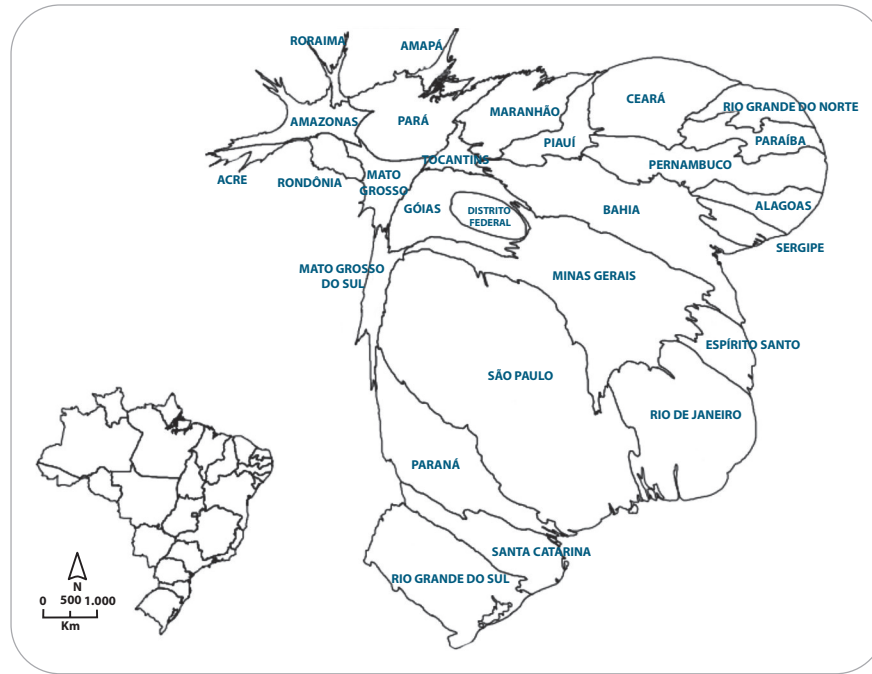 RORAIMA
AMAPÁ
CEARÁ
RIO GRANDE DO NORTE
MARANHÃO
AMAZONAS
PARÁ
PIAUÍ
PARAÍBA
TOCANTINS
PERNAMBUCO
ACRE
RONDÔNIA
MATO
GROSSO
GÓIAS
DISTRITO
FEDERAL
BAHIA
ALAGOAS
SERGIPE
MATO GROSSO
DO SUL
MINAS GERAIS
ESPÍRITO SANTO
SÃO PAULO
RIO DE JANEIRO
PARANÁ
SANTA CATARINA
RIO GRANDE DO SUL
N
0 500 1.000
Km